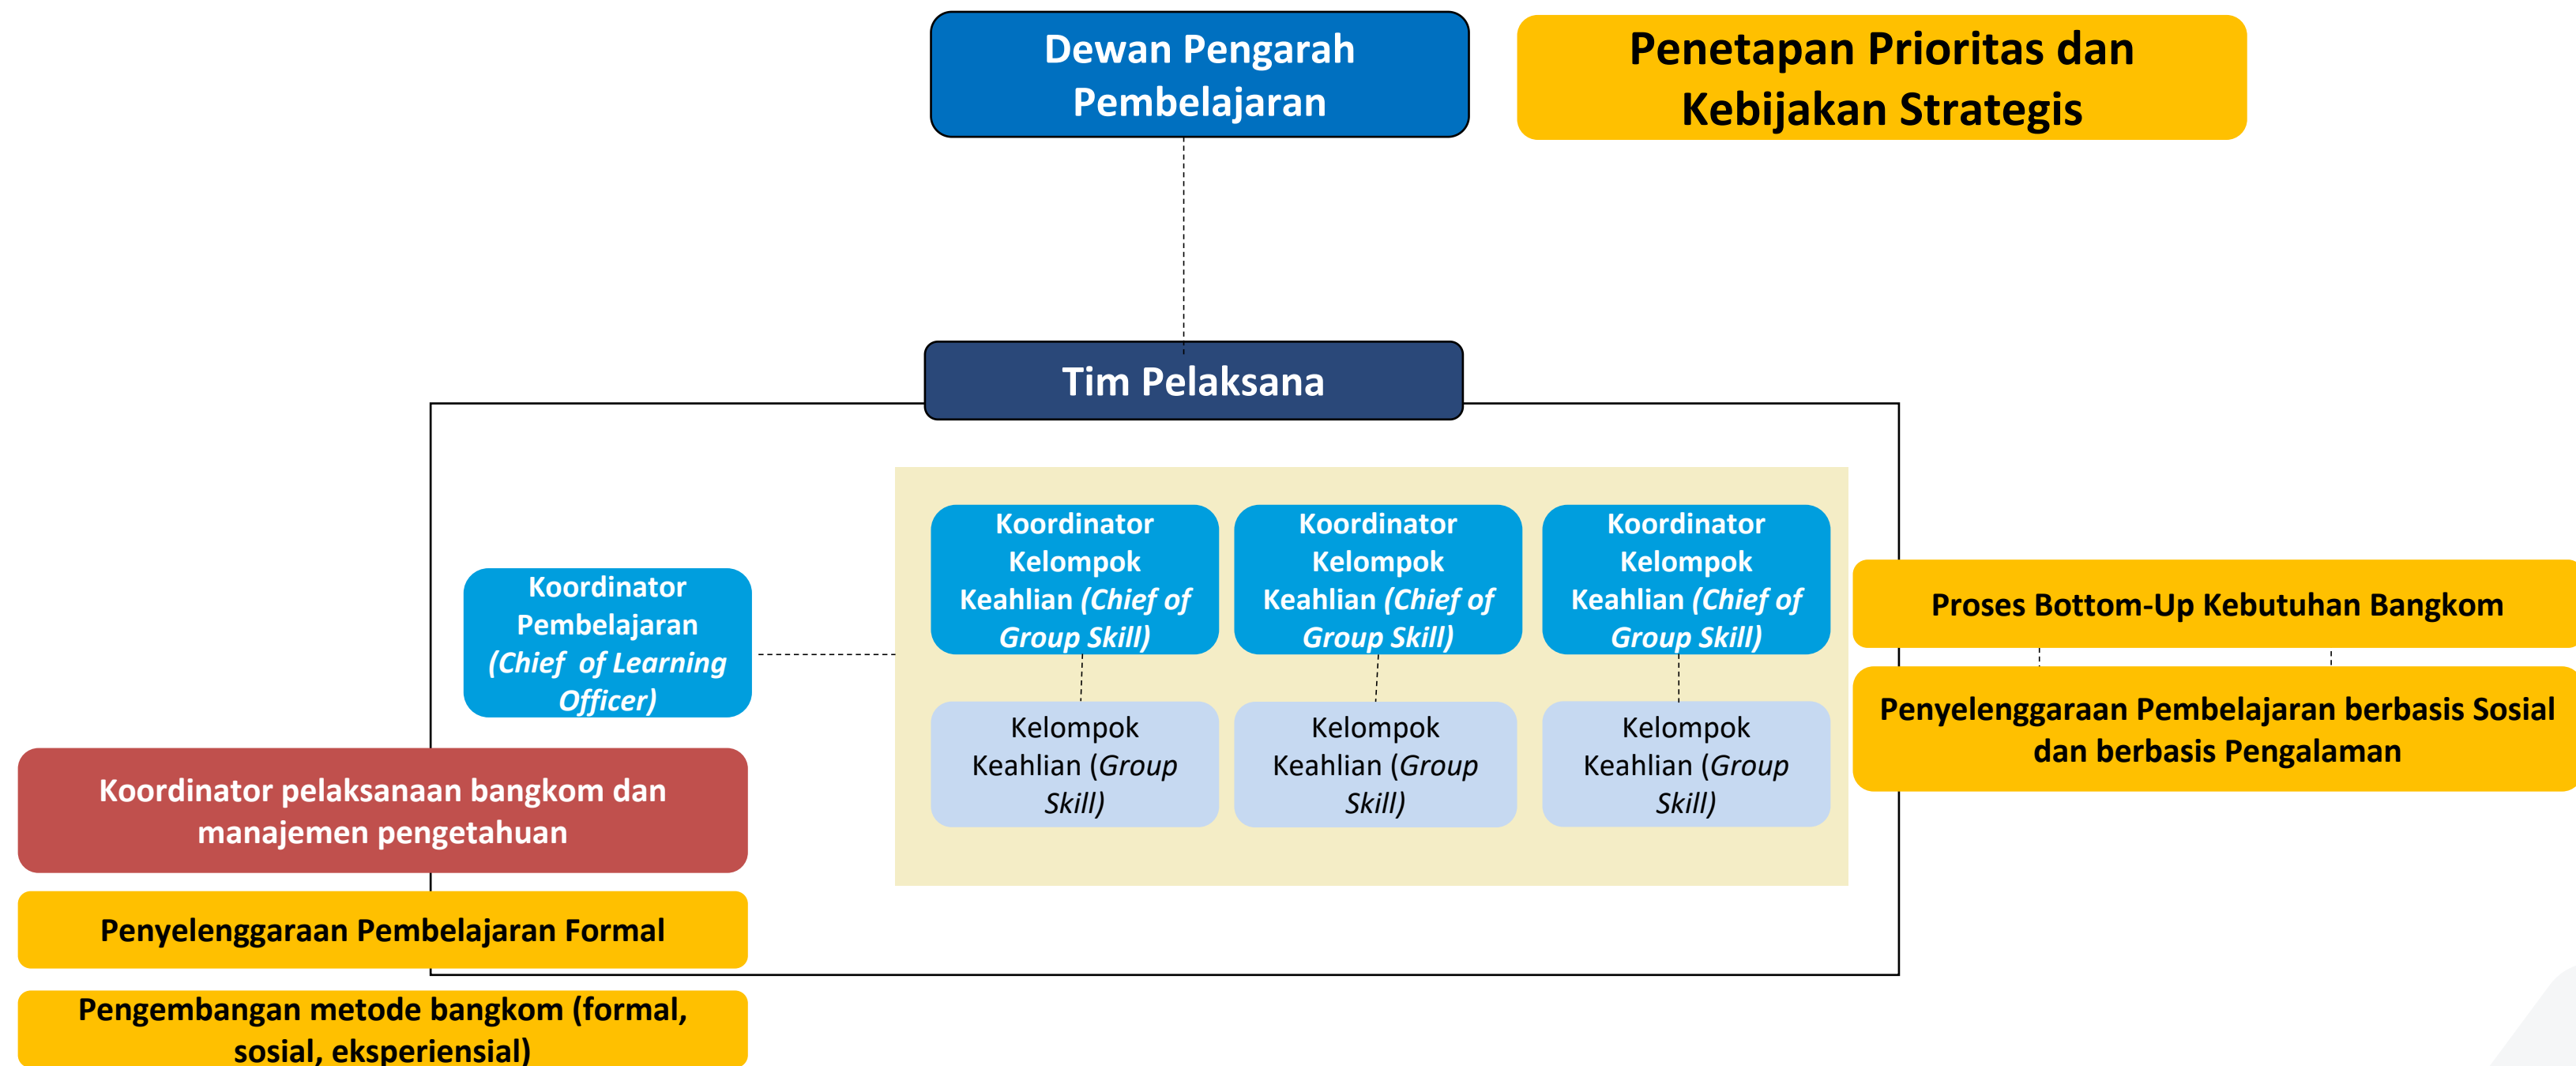 Dewan Pengarah
Pembelajaran
Penetapan Prioritas dan
Kebijakan Strategis
Tim Pelaksana
Koordinator
Pembelajaran
(Chief of Learning
Officer)
Koordinator
Kelompok
Keahlian (Chief of
Group Skill)
Koordinator
Kelompok
Keahlian (Chief of
Group Skill)
Koordinator
Kelompok
Keahlian (Chief of
Group Skill)
Kelompok
Keahlian (Group
Skill)
Kelompok
Keahlian (Group
Skill)
Kelompok
Keahlian (Group
Skill)
Proses Bottom-Up Kebutuhan Bangkom
Penyelenggaraan Pembelajaran berbasis Sosial
dan berbasis Pengalaman
Koordinator pelaksanaan bangkom dan
manajemen pengetahuan
Penyelenggaraan Pembelajaran Formal
Pengembangan metode bangkom (formal,
sosial, eksperiensial)